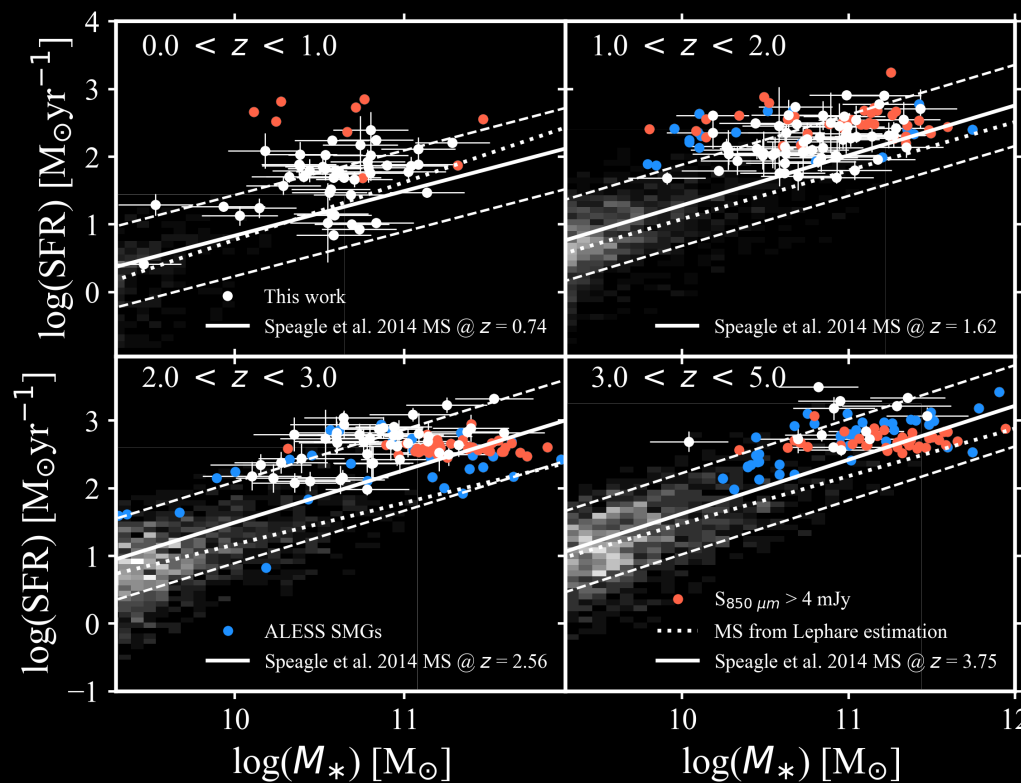 4
3
2
1
0
log(SFR) [M⊙yr⁻¹]
0.0 < z < 1.0
This work
Speagle et al. 2014 MS @ z = 0.74
1.0 < z < 2.0
Speagle et al. 2014 MS @ z = 1.62
3
2
1
0
−1
log(SFR) [M⊙yr⁻¹]
2.0 < z < 3.0
ALESS SMGs
Speagle et al. 2014 MS @ z = 2.56
3.0 < z < 5.0
S₈₅₀ μm > 4 mJy
MS from Lephare estimation
Speagle et al. 2014 MS @ z = 3.75
10 11 10 11 12
log(M∗) [M⊙] log(M∗) [M⊙]